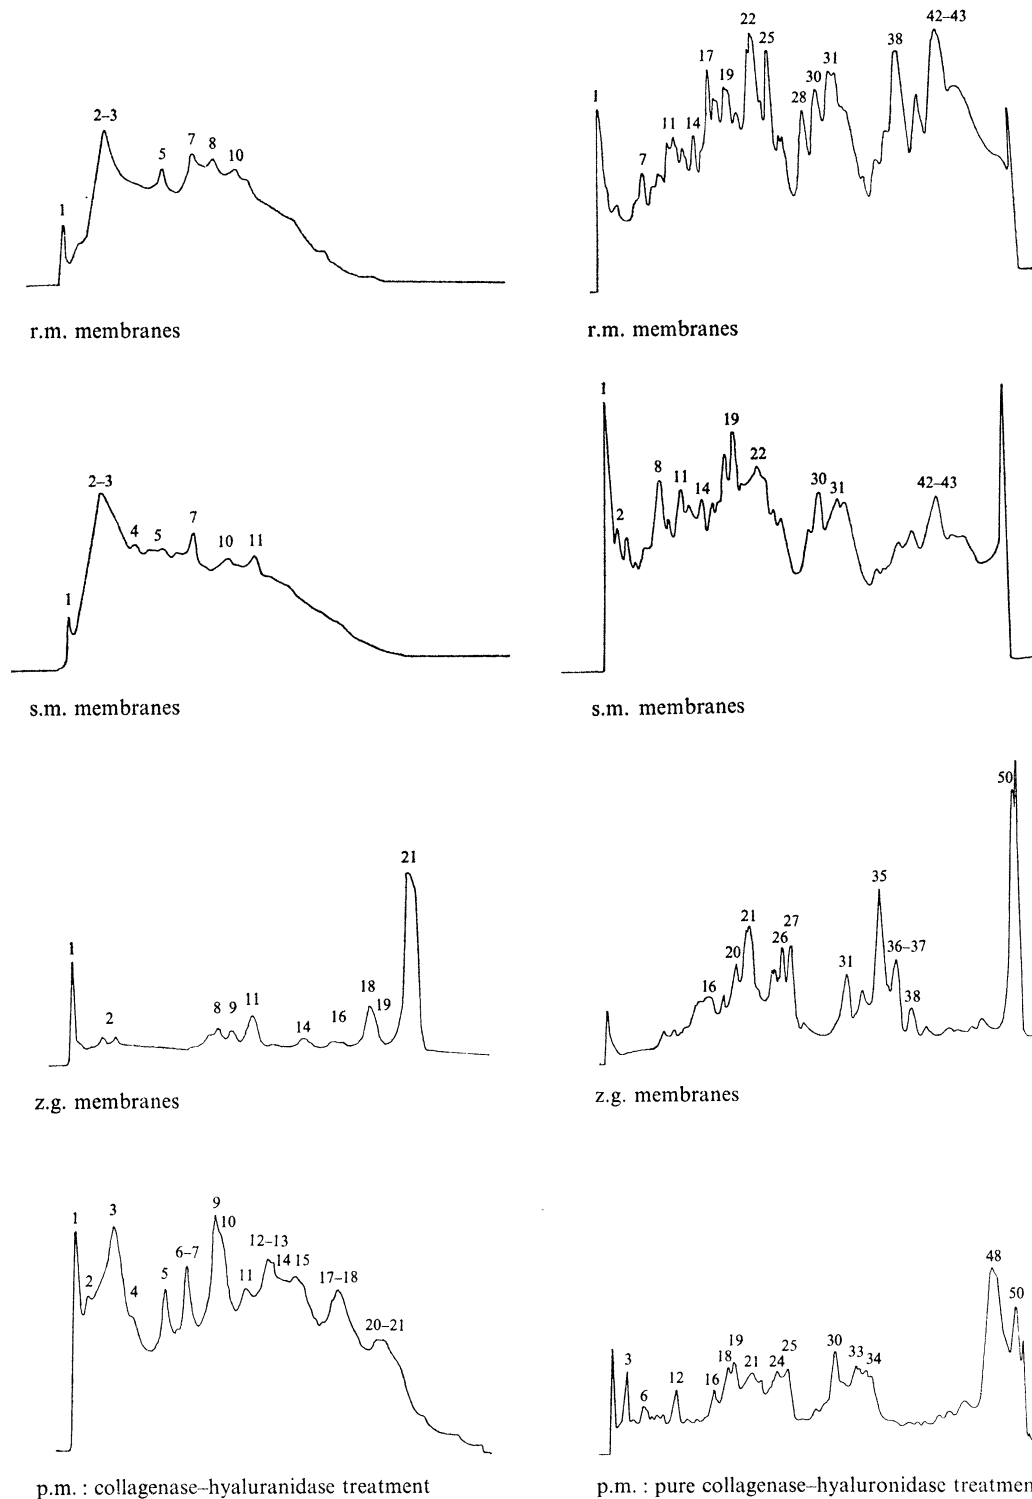 1 2–3 5 7 8 10
r.m. membranes
1 7 11 14 17 19 22 25 28 30 31 38 42–43
r.m. membranes
1 2–3 4 5 7 10 11
s.m. membranes
1 2 8 11 14 19 22 30 31 42–43
s.m. membranes
1 2 8 9 11 14 16 18 19 21
z.g. membranes
16 20 21 26 27 31 35 36–37 38 50
z.g. membranes
1 2 3 4 5 6–7 9 10 11 12–13 14 15 17–18 20–21
p.m. : collagenase–hyaluranidase treatment
3 6 12 16 18 19 21 24 25 30 33 34 48 50
p.m. : pure collagenase–hyaluronidase treatmen